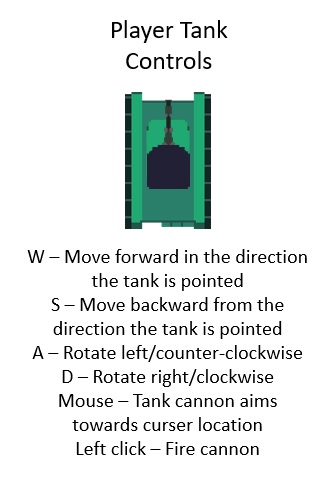 Player Tank
Controls
W – Move forward in the direction
the tank is pointed
S – Move backward from the
direction the tank is pointed
A – Rotate left/counter-clockwise
D – Rotate right/clockwise
Mouse – Tank cannon aims
towards curser location
Left click – Fire cannon